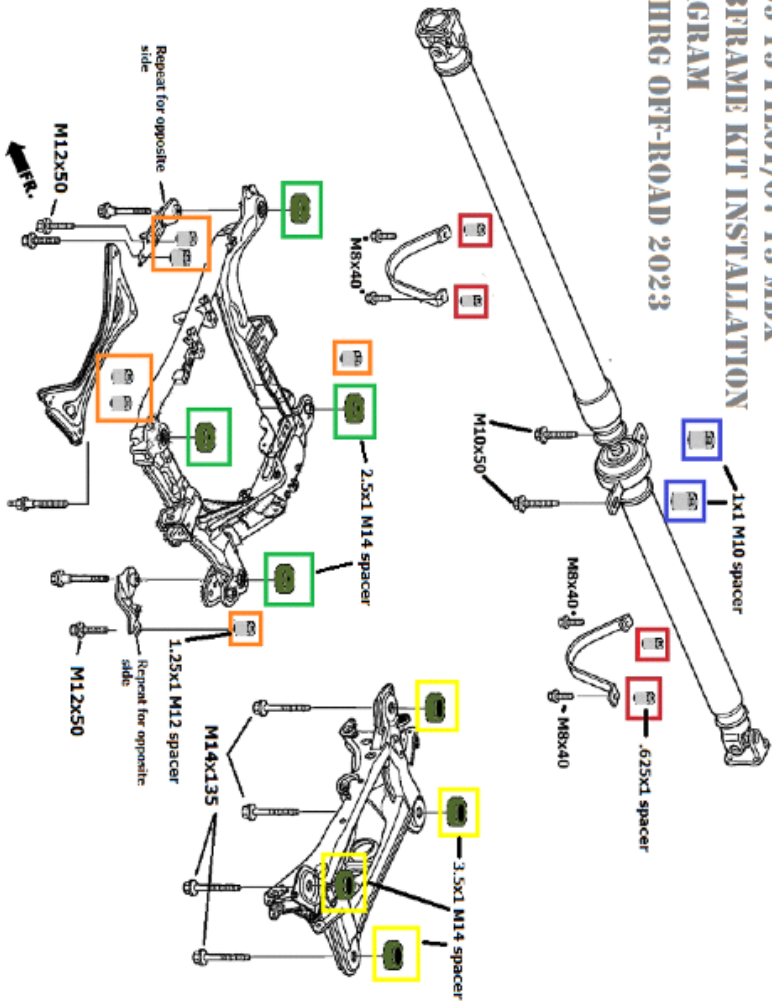 MDX
BFRAME KIT INSTALLATION
GRAM
HRG OFF-ROAD 2023
1x1 M10 spacer
.625x1 spacer
M8x40*
M8x40
M10x50
3.5x1 M14 spacer
2.5x1 M14 spacer
M8x40*
M14x135
1.25x1 M12 spacer
Repeat for opposite
side
Repeat for opposite
side
M12x50
M12x50
FR.